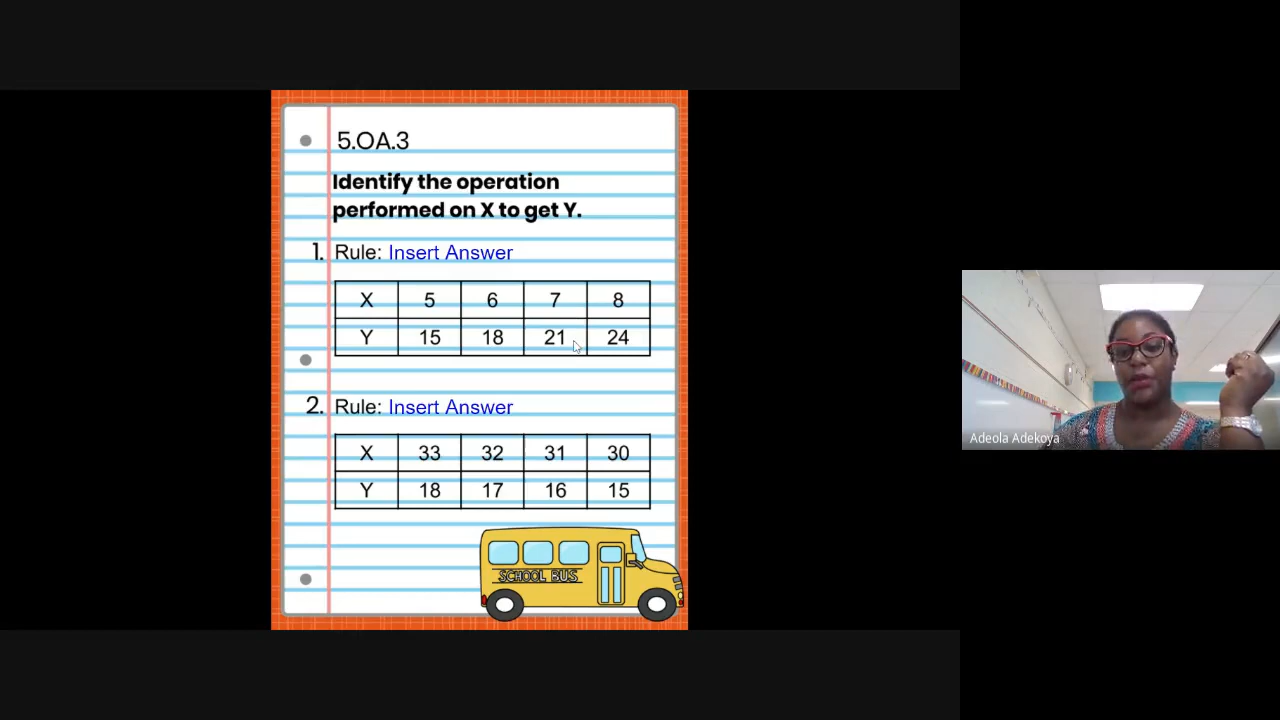 5.OA.3
Identify the operation
performed on X to get Y.
1. Rule: Insert Answer
X 5 6 7 8
Y 15 18 21 24
2. Rule: Insert Answer
X 33 32 31 30
Y 18 17 16 15
SCHOOL BUS
Adeola Adekoya